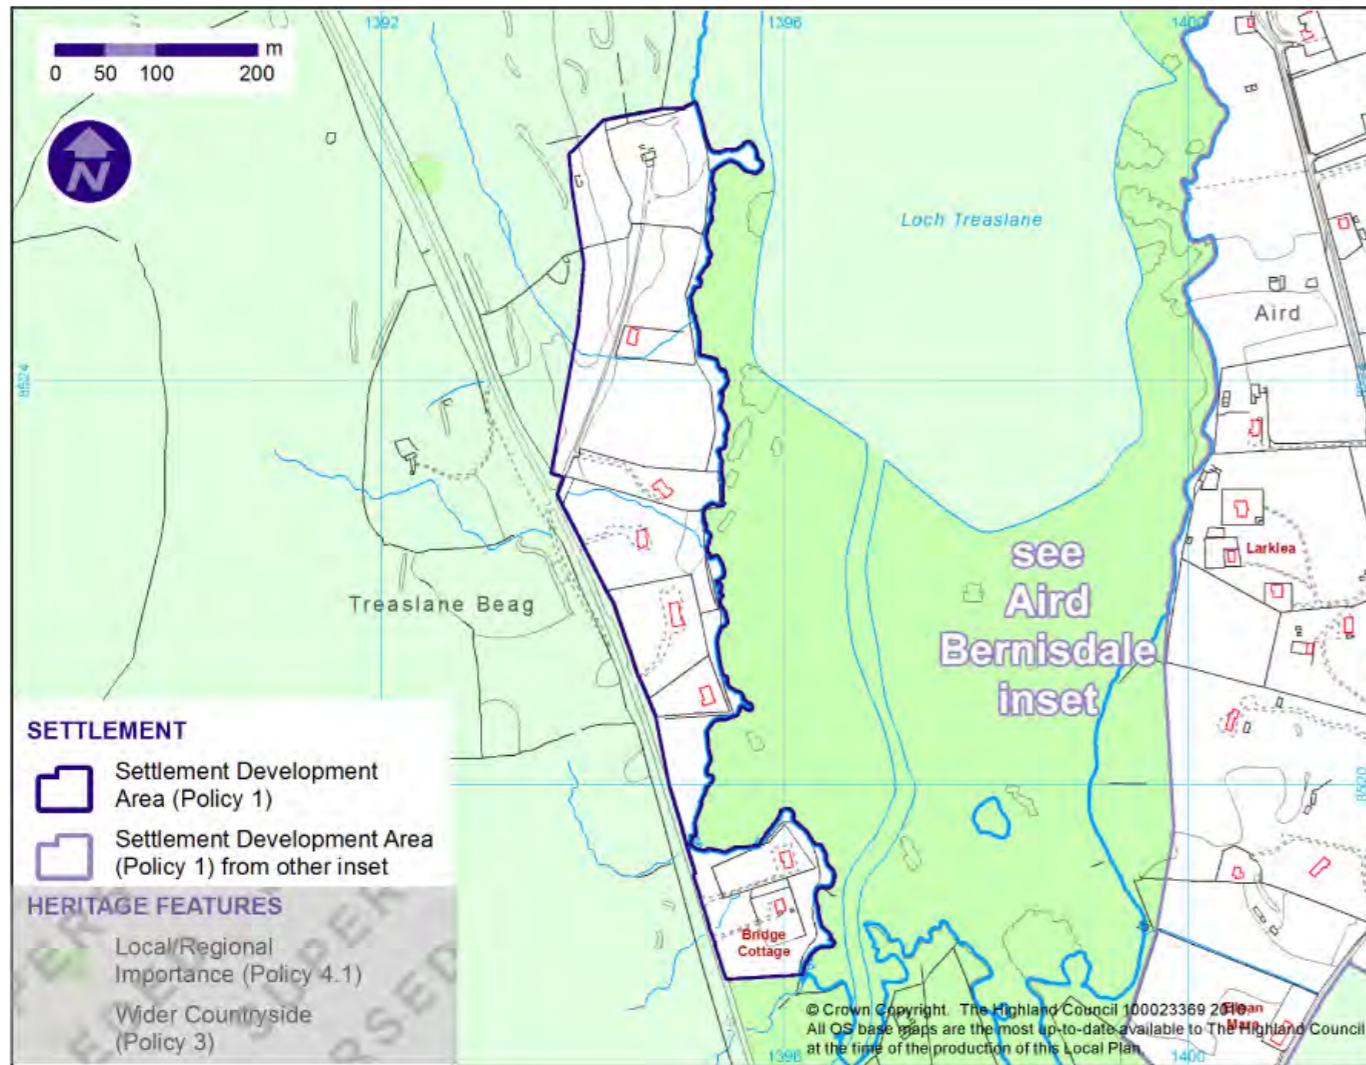 1392
1396
1400
m
0 50 100 200
N
Loch Treaslane
Aird
8524
Larklea
see
Aird
Bernisdale
inset
Treaslane Beag
SETTLEMENT
Settlement Development
Area (Policy 1)
Settlement Development Area
(Policy 1) from other inset
8520
HERITAGE FEATURES
Local/Regional
Importance (Policy 4.1)
Wider Countryside
(Policy 3)
Bridge
Cottage
© Crown Copyright. The Highland Council 100023369
All OS base maps are the most up-to-date available to The Highland Council
at the time of the production of this Local Plan.
1396
1400